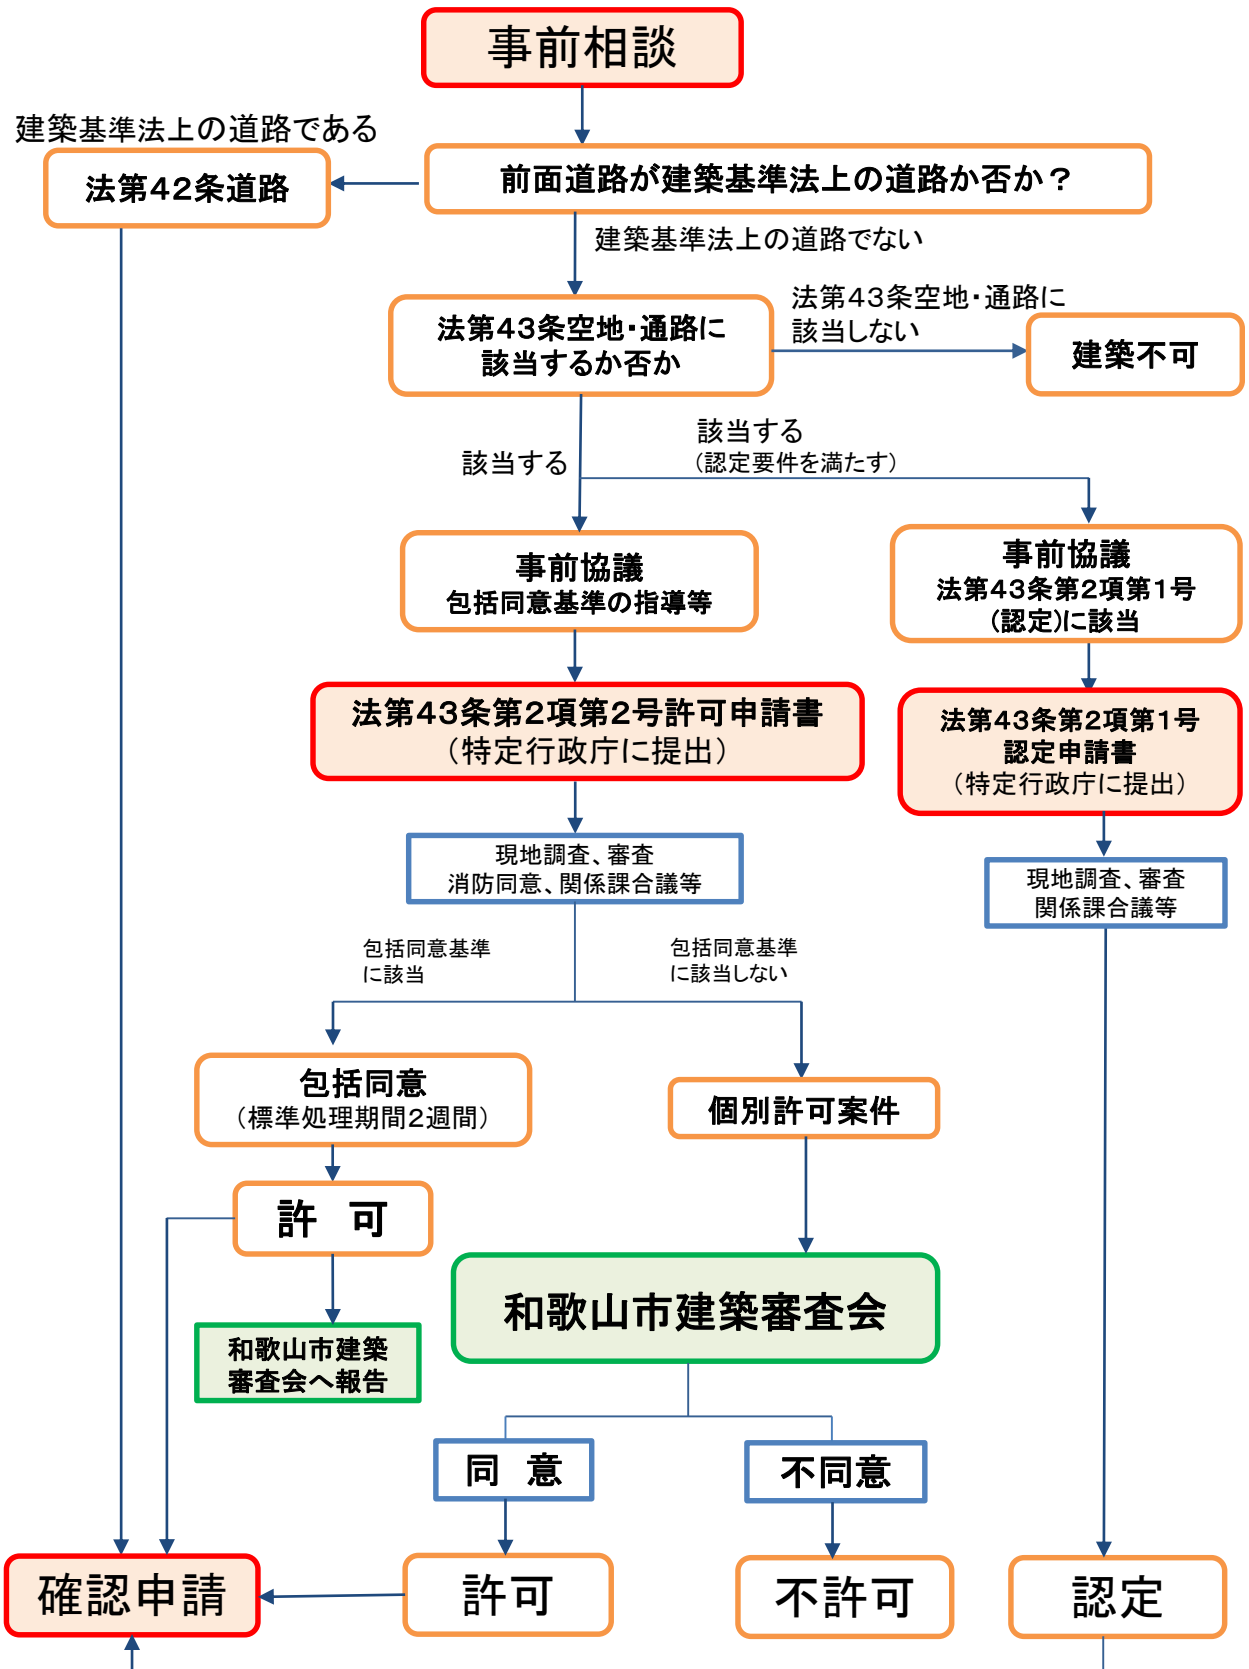 事前相談
建築基準法上の道路である
法第42条道路
前面道路が建築基準法上の道路か否か？
建築基準法上の道路でない
法第43条空地・通路に
該当するか否か
法第43条空地・通路に
該当しない
建築不可
該当する
該当する
(認定要件を満たす)
事前協議
包括同意基準の指導等
事前協議
法第43条第2項第1号
(認定)に該当
法第43条第2項第2号許可申請書
（特定行政庁に提出）
法第43条第2項第1号
認定申請書
（特定行政庁に提出）
現地調査、審査
消防同意、関係課合議等
現地調査、審査
関係課合議等
包括同意基準
に該当
包括同意基準
に該当しない
包括同意
（標準処理期間2週間）
個別許可案件
許　可
和歌山市建築審査会
和歌山市建築
審査会へ報告
同　意
不同意
確認申請
許可
不許可
認定